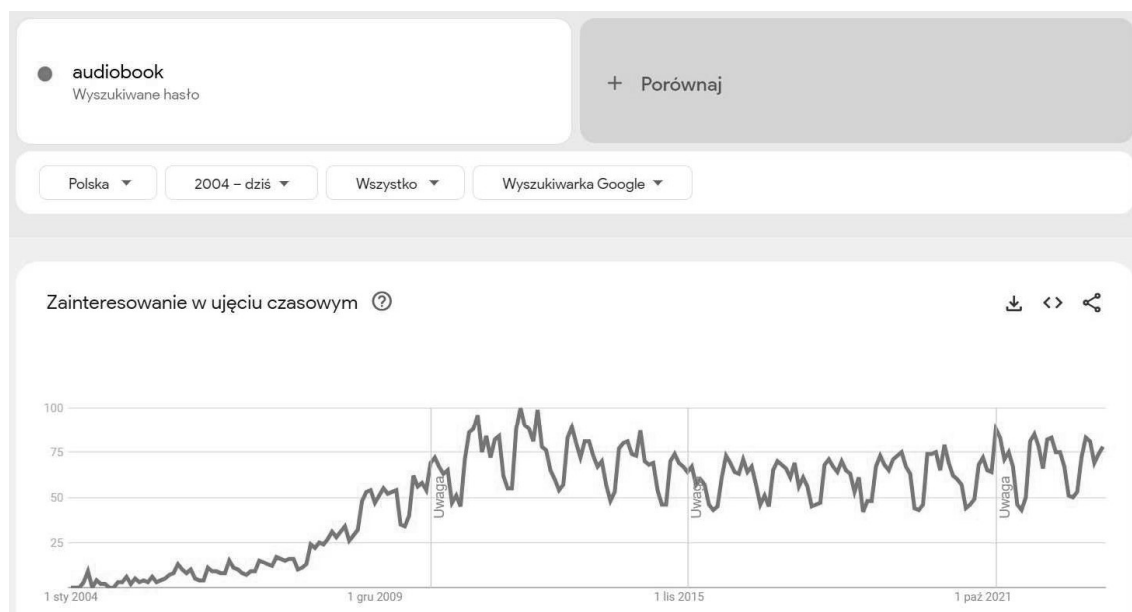 audiobook
Wyszukiwane hasło
+ Porównaj
Polska
2004 – dziś
Wszystko
Wyszukiwarka Google
Zainteresowanie w ujęciu czasowym
100
75
50
25
Uwaga
Uwaga
Uwaga
1 sty 2004
1 gru 2009
1 lis 2015
1 paź 2021